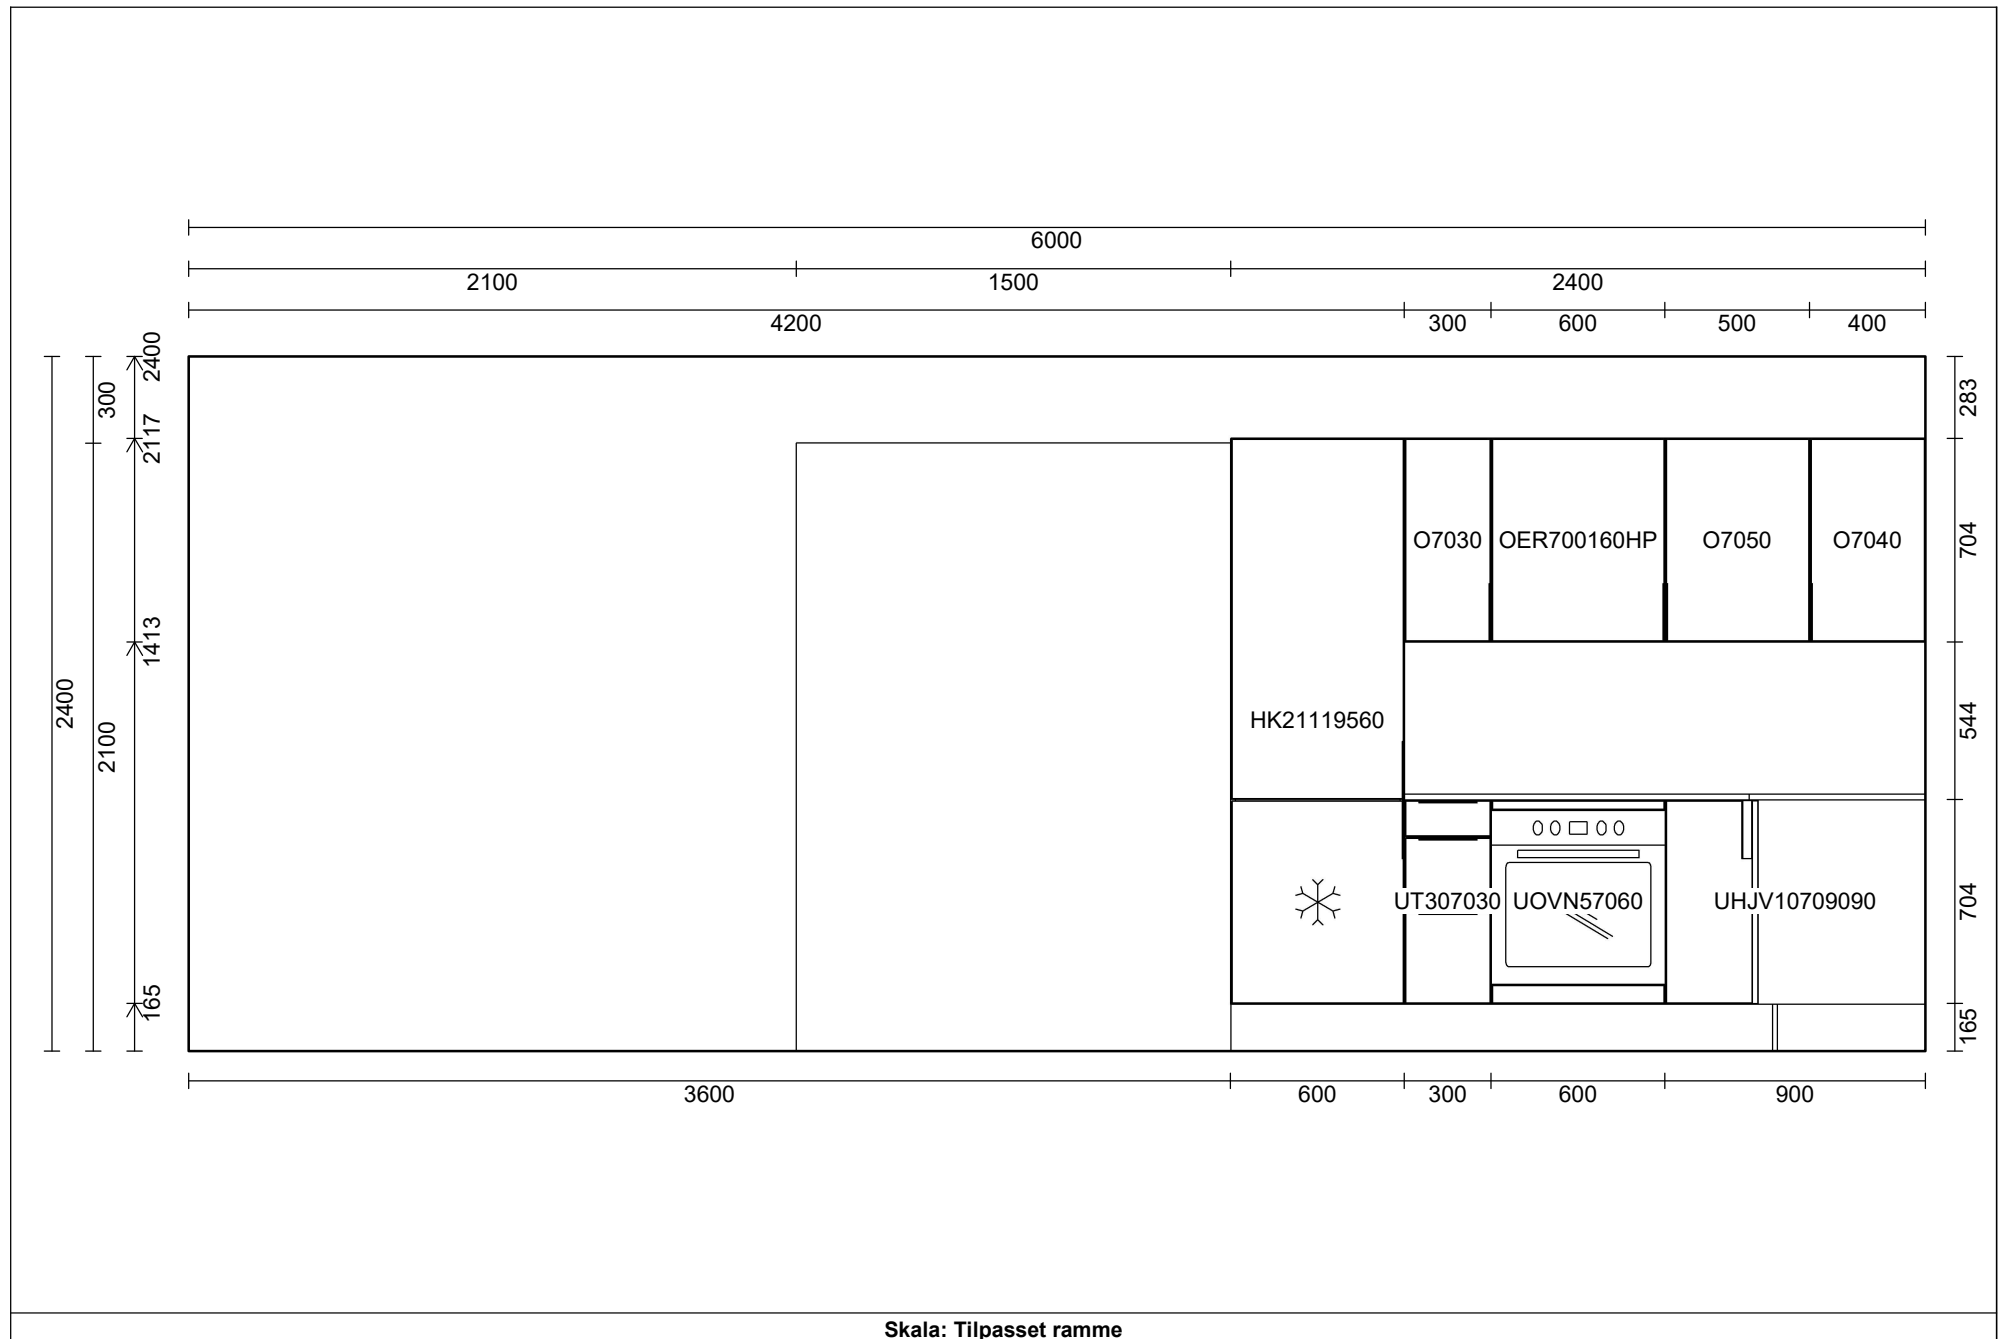 6000
2100 1500 2400
4200 300 600 500 400
2400
300
2117
283
O7030 OER700160HP O7050 O7040
704
1413
2400
2100
HK21119560
544
UT307030 UOVN57060 UHJV10709090
704
165
165
3600 600 300 600 900
Skala: Tilpasset ramme